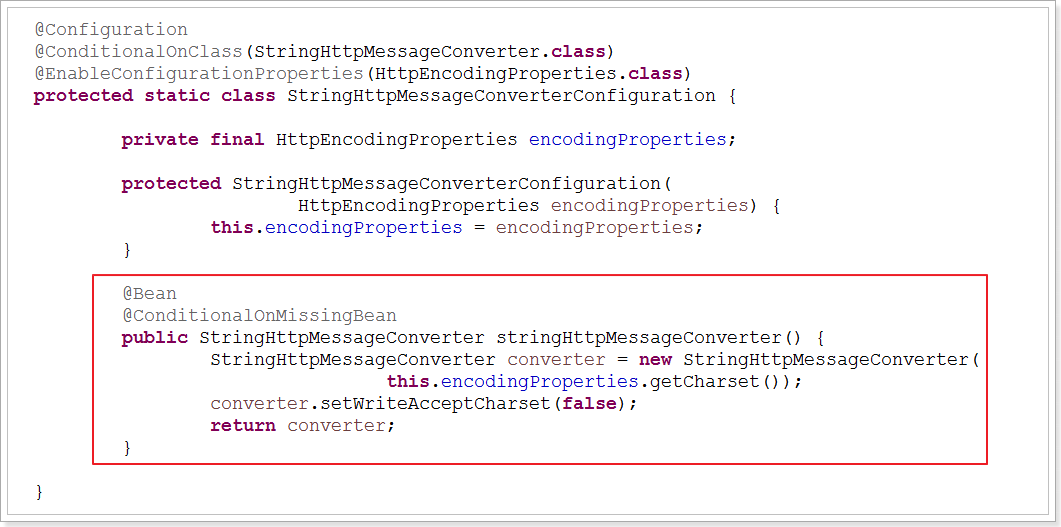 @Configuration
@ConditionalOnClass(StringHttpMessageConverter.class)
@EnableConfigurationProperties(HttpEncodingProperties.class)
protected static class StringHttpMessageConverterConfiguration {
private final HttpEncodingProperties encodingProperties;
protected StringHttpMessageConverterConfiguration(
HttpEncodingProperties encodingProperties) {
this.encodingProperties = encodingProperties;
}
@Bean
@ConditionalOnMissingBean
public StringHttpMessageConverter stringHttpMessageConverter() {
StringHttpMessageConverter converter = new StringHttpMessageConverter(
this.encodingProperties.getCharset());
converter.setWriteAcceptCharset(false);
return converter;
}
}